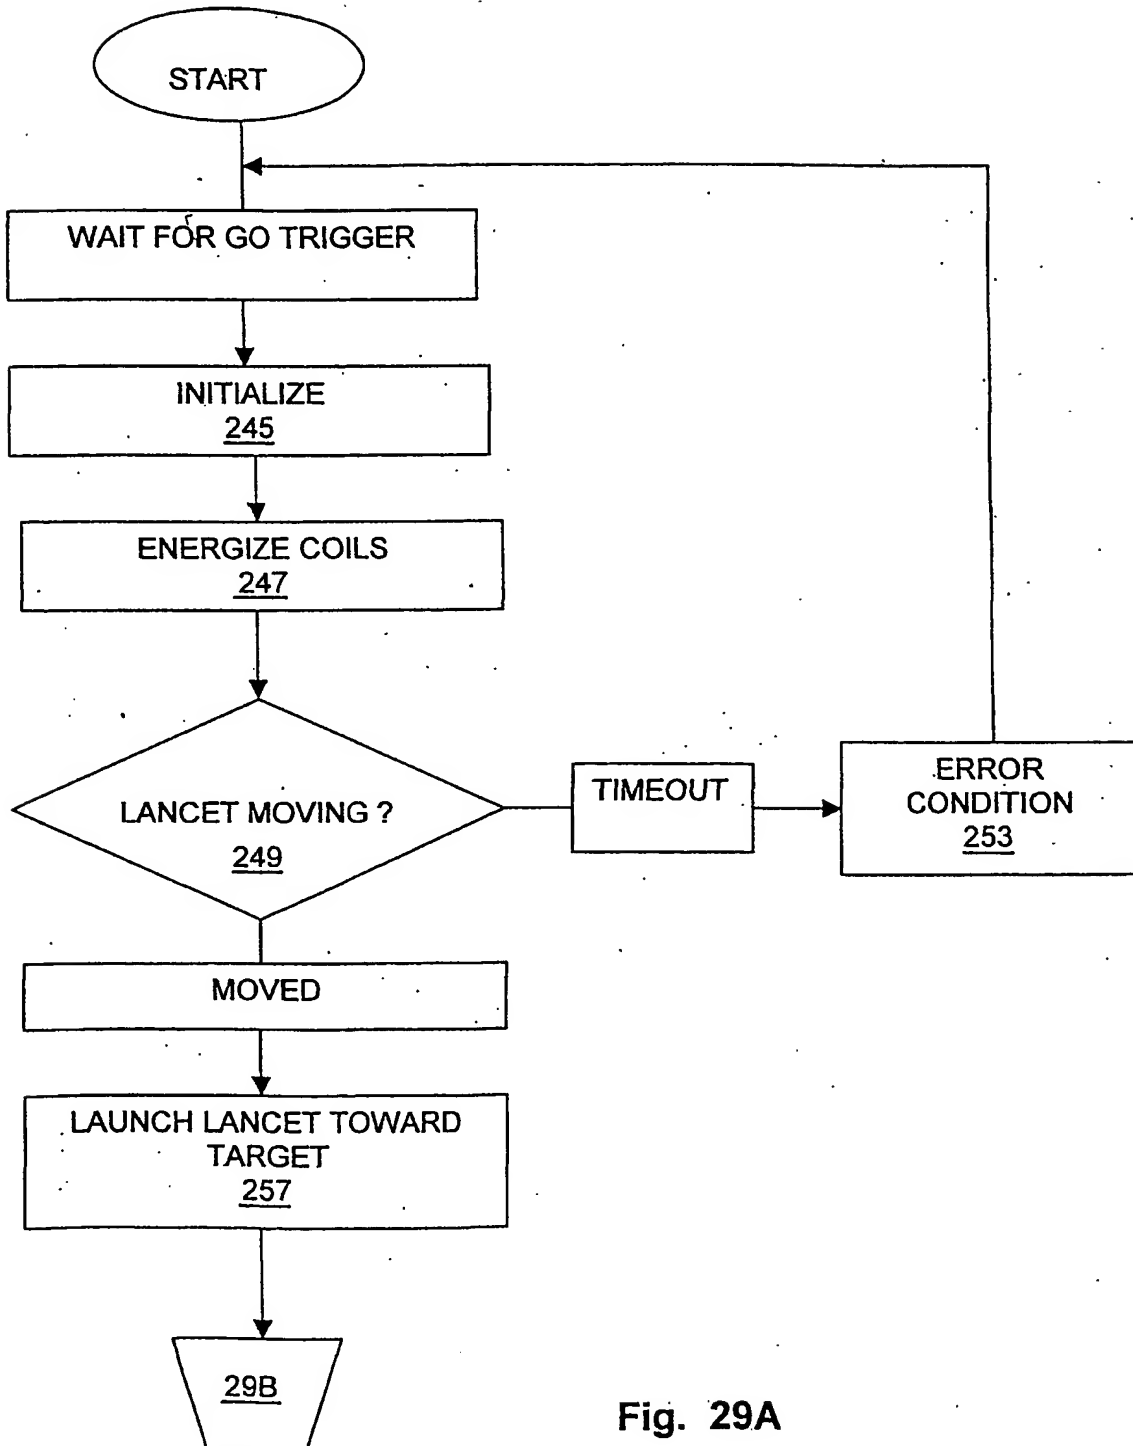 START
WAIT FOR GO TRIGGER
INITIALIZE
245
ENERGIZE COILS
247
LANCET MOVING ?
249
TIMEOUT
ERROR
CONDITION
253
MOVED
LAUNCH LANCET TOWARD
TARGET
257
29B
Fig. 29A